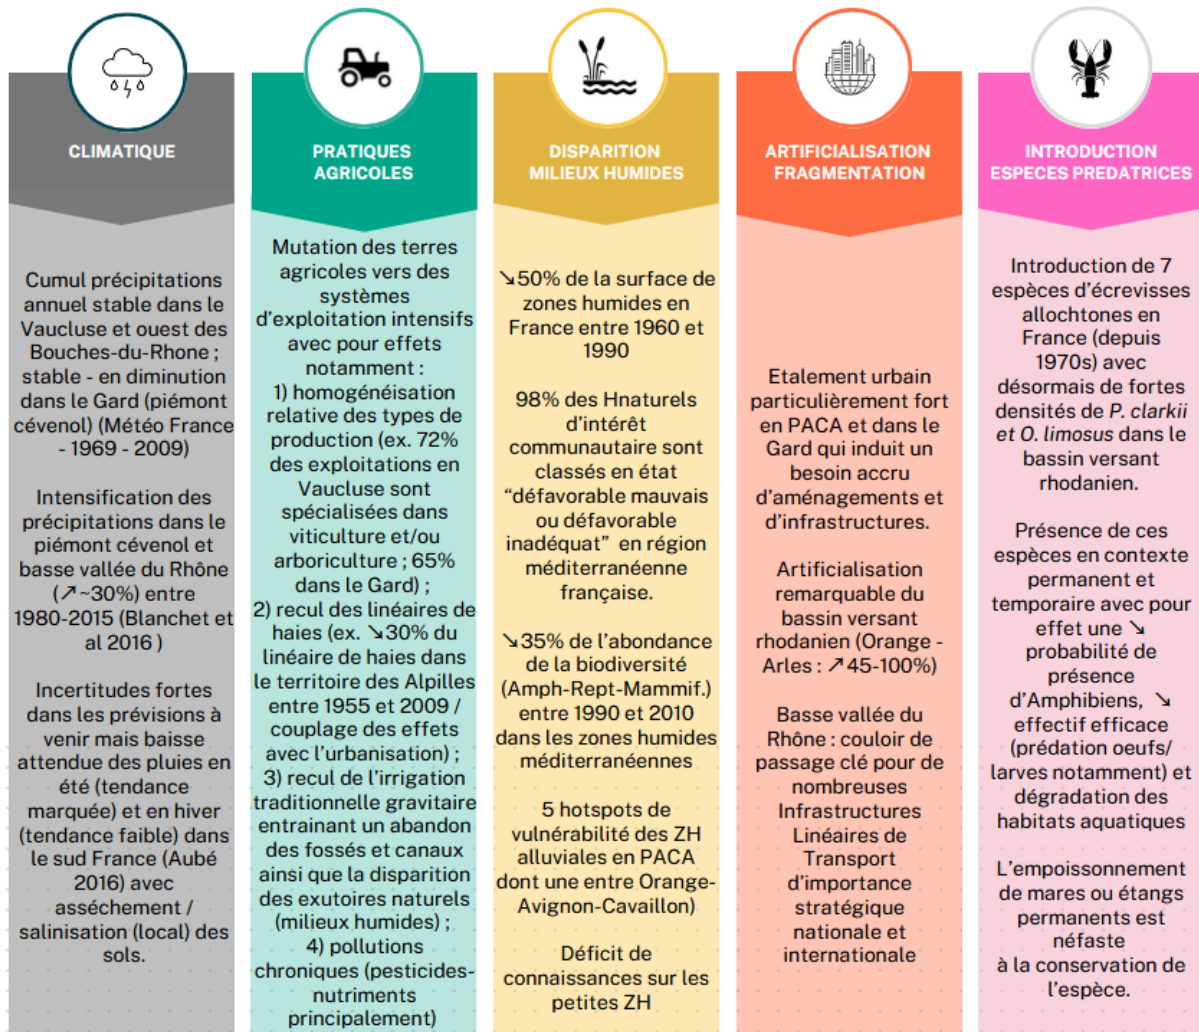 CLIMATIQUE
Cumul précipitations
annuel stable dans le
Vaucluse et ouest des
Bouches-du-Rhone ;
stable - en diminution
dans le Gard (piémont
cévenol) (Météo France
- 1969 - 2009)
Intensification des
précipitations dans le
piémont cévenol et
basse vallée du Rhône
(↗~30%) entre
1980-2015 (Blanchet et
al 2016 )
Incertitudes fortes
dans les prévisions à
venir mais baisse
attendue des pluies en
été (tendance
marquée) et en hiver
(tendance faible) dans
le sud France (Aubé
2016) avec
asséchement /
salinisation (local) des
sols.
PRATIQUES
AGRICOLES
Mutation des terres
agricoles vers des
systèmes
d'exploitation intensifs
avec pour effets
notamment :
1) homogénéisation
relative des types de
production (ex. 72%
des exploitations en
Vaucluse sont
spécialisées dans
viticulture et/ou
arboriculture ; 65%
dans le Gard) ;
2) recul des linéaires de
haies (ex. ↘30% du
linéaire de haies dans
le territoire des Alpilles
entre 1955 et 2009 /
couplage des effets
avec l'urbanisation) ;
3) recul de l'irrigation
traditionnelle gravitaire
entrainant un abandon
des fossés et canaux
ainsi que la disparition
des exutoires naturels
(milieux humides) ;
4) pollutions
chroniques (pesticides-
nutriments
principalement)
DISPARITION
MILIEUX HUMIDES
↘50% de la surface de
zones humides en
France entre 1960 et
1990
98% des Hnaturels
d'intérêt
communautaire sont
classés en état
"défavorable mauvais
ou défavorable
inadéquat" en région
méditerranéenne
française.
↘35% de l'abondance
de la biodiversité
(Amph-Rept-Mammif.)
entre 1990 et 2010
dans les zones humides
méditerranéennes
5 hotspots de
vulnérabilité des ZH
alluviales en PACA
dont une entre Orange-
Avignon-Cavaillon)
Déficit de
connaissances sur les
petites ZH
ARTIFICIALISATION
FRAGMENTATION
Etalement urbain
particulièrement fort
en PACA et dans le
Gard qui induit un
besoin accru
d'aménagements et
d'infrastructures.
Artificialisation
remarquable du
bassin versant
rhodanien (Orange -
Arles : ↗45-100%)
Basse vallée du
Rhône : couloir de
passage clé pour de
nombreuses
Infrastructures
Linéaires de
Transport
d'importance
stratégique
nationale et
internationale
INTRODUCTION
ESPECES PREDATRICES
Introduction de 7
espèces d'écrevisses
allochtones en
France (depuis
1970s) avec
désormais de fortes
densités de P. clarkii
et O. limosus dans le
bassin versant
rhodanien.
Présence de ces
espèces en contexte
permanent et
temporaire avec pour
effet une ↘
probabilité de
présence
d'Amphibiens, ↘
effectif efficace
(prédation oeufs/
larves notamment) et
dégradation des
habitats aquatiques
L'empoissonnement
de mares ou étangs
permanents est
néfaste
à la conservation de
l'espèce.